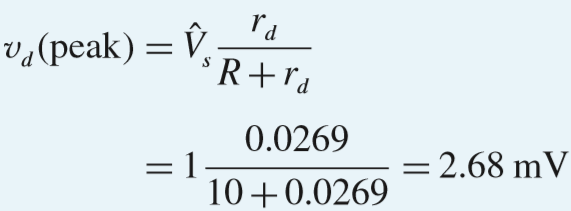 v_d(peak) = V̂_s r_d / (R + r_d)
= 1 0.0269 / (10 + 0.0269) = 2.68 mV